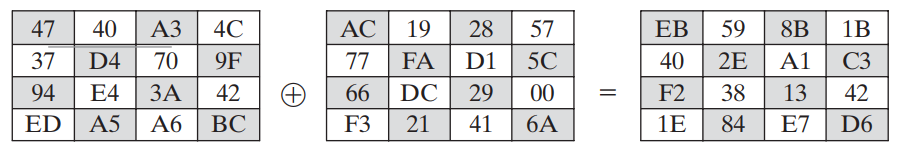 47 40 A3 4C AC 19 28 57 EB 59 8B 1B
37 D4 70 9F 77 FA D1 5C 40 2E A1 C3
94 E4 3A 42 ⊕ 66 DC 29 00 = F2 38 13 42
ED A5 A6 BC F3 21 41 6A 1E 84 E7 D6